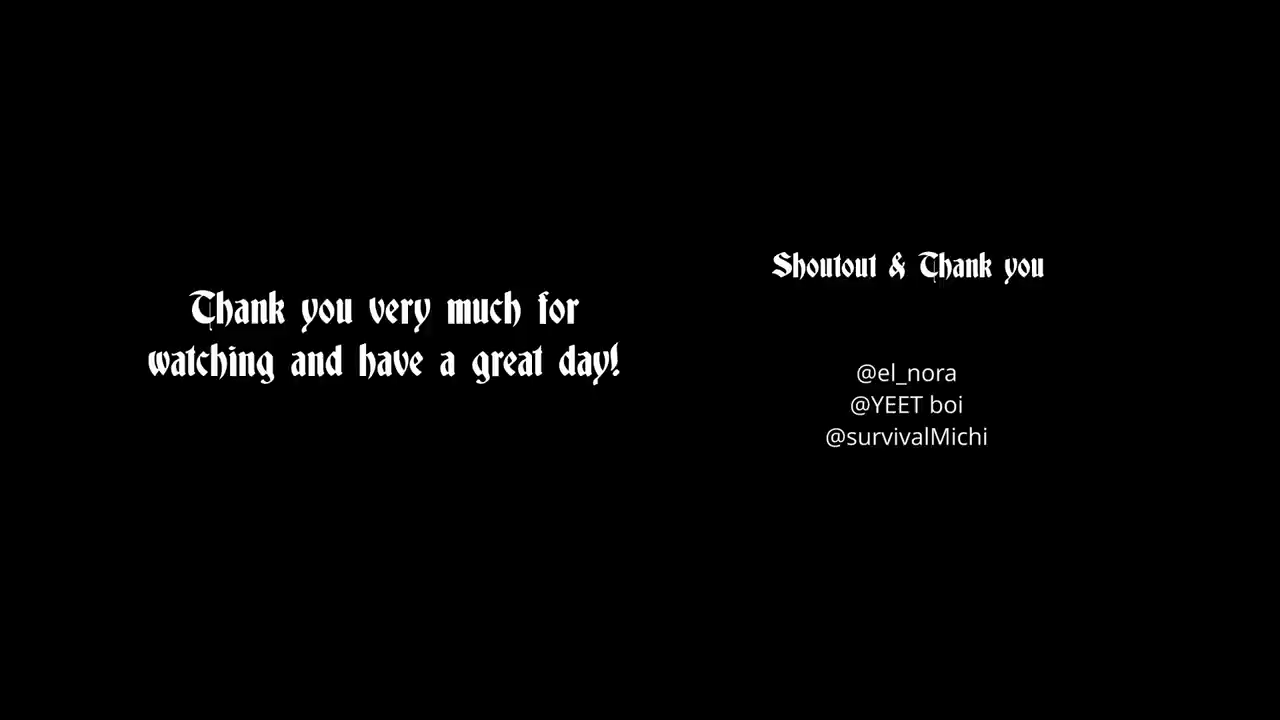 Thank you very much for
watching and have a great day!
Shoutout & Thank you
@el_nora
@YEET boi
@survivalMichi